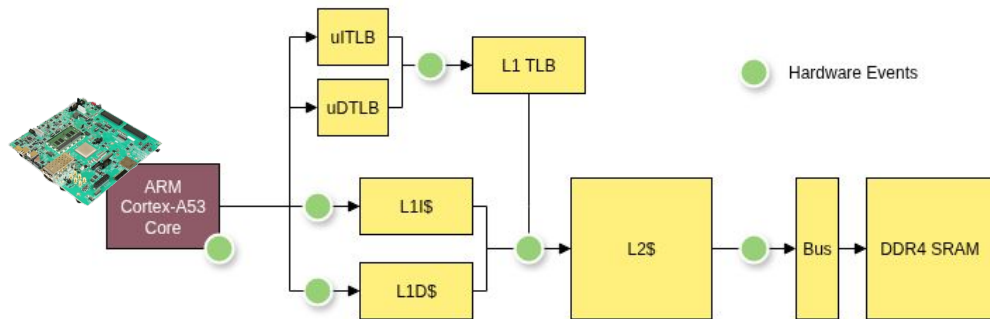 uITLB
L1 TLB
Hardware Events
uDTLB
ARM
Cortex-A53
Core
L1I$
L2$
Bus
DDR4 SRAM
L1D$